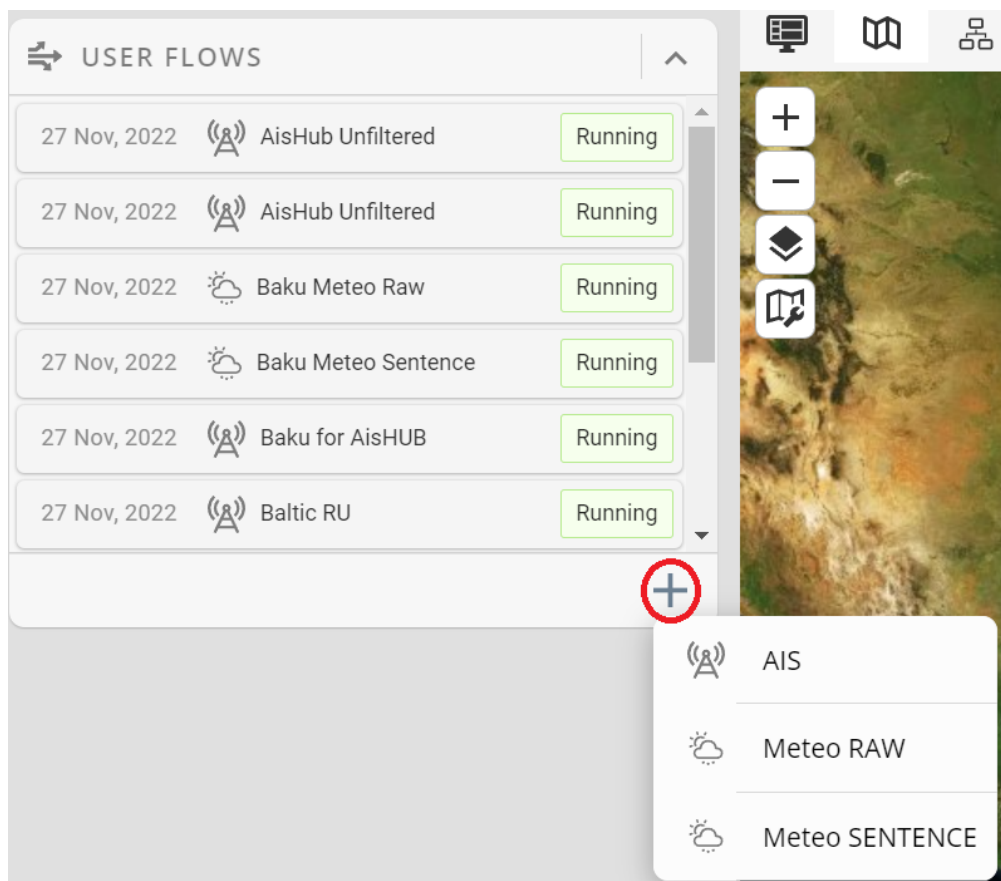 USER FLOWS
27 Nov, 2022 AisHub Unfiltered Running
27 Nov, 2022 AisHub Unfiltered Running
27 Nov, 2022 Baku Meteo Raw Running
27 Nov, 2022 Baku Meteo Sentence Running
27 Nov, 2022 Baku for AisHUB Running
27 Nov, 2022 Baltic RU Running
AIS
Meteo RAW
Meteo SENTENCE